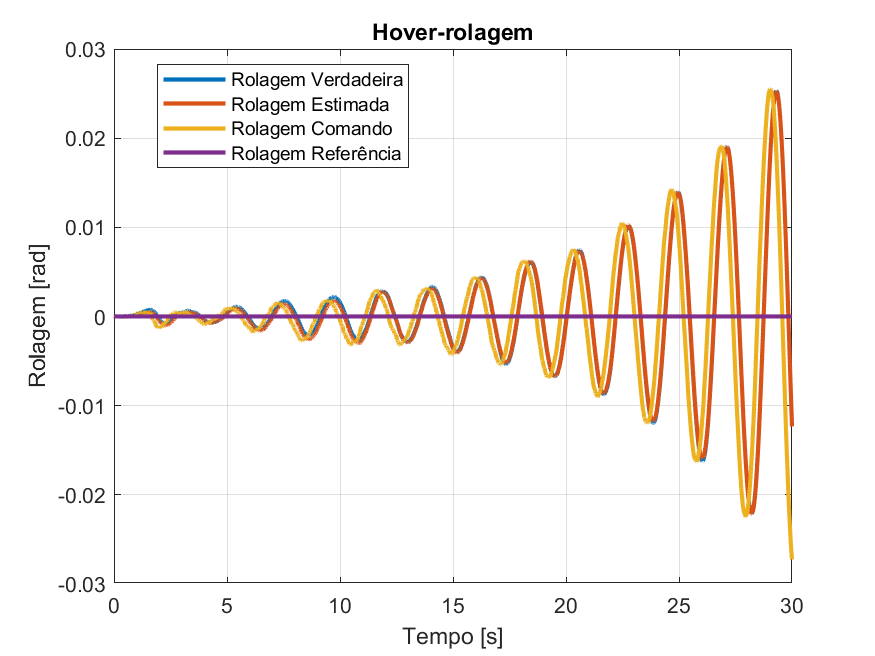 Hover-rolagem
0.03
0.02
0.01
0
-0.01
-0.02
-0.03
Rolagem [rad]
Rolagem Verdadeira
Rolagem Estimada
Rolagem Comando
Rolagem Referência
0 5 10 15 20 25 30
Tempo [s]